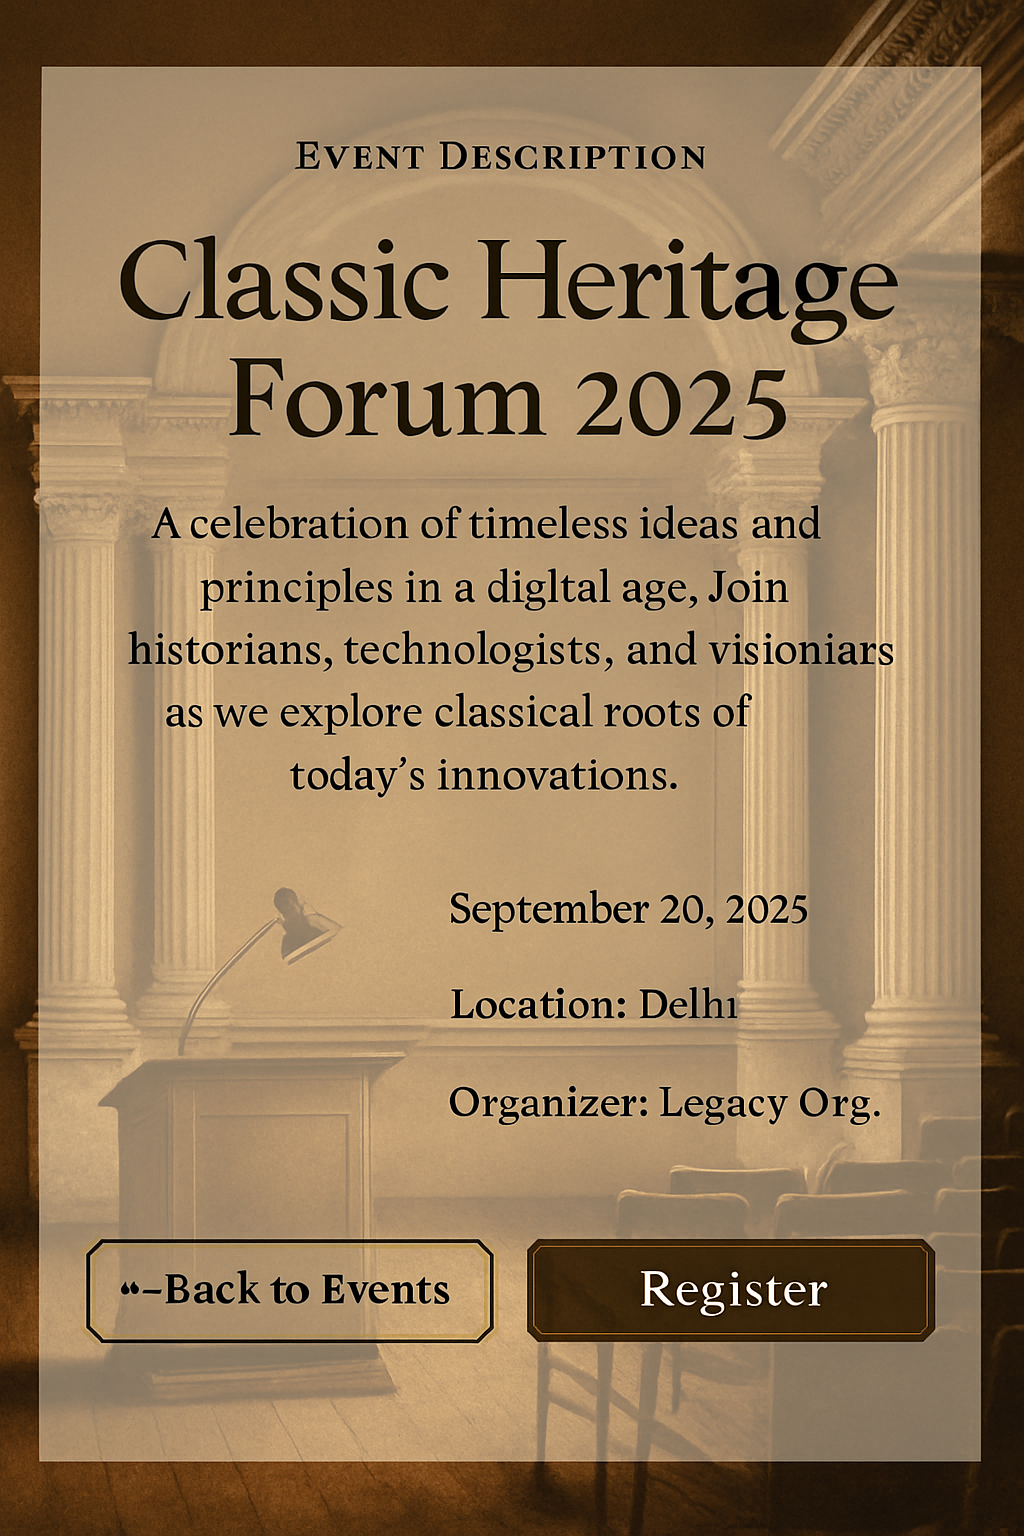 Event Description
Classic Heritage
Forum 2025
A celebration of timeless ideas and
principles in a digltal age, Join
historians, technologists, and visioniars
as we explore classical roots of
today’s innovations.
September 20, 2025
Location: Delhı
Organizer: Legacy Org.
“–Back to Events
Register